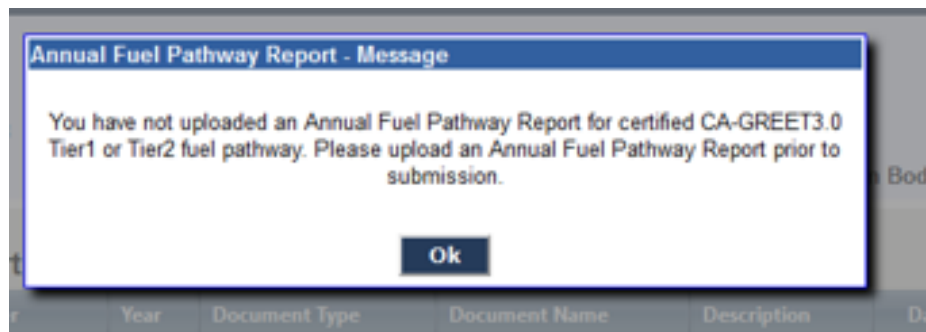 Annual Fuel Pathway Report - Message
You have not uploaded an Annual Fuel Pathway Report for certified CA-GREET3.0
Tier1 or Tier2 fuel pathway. Please upload an Annual Fuel Pathway Report prior to
submission.
Ok
Year Document Type Document Name Description